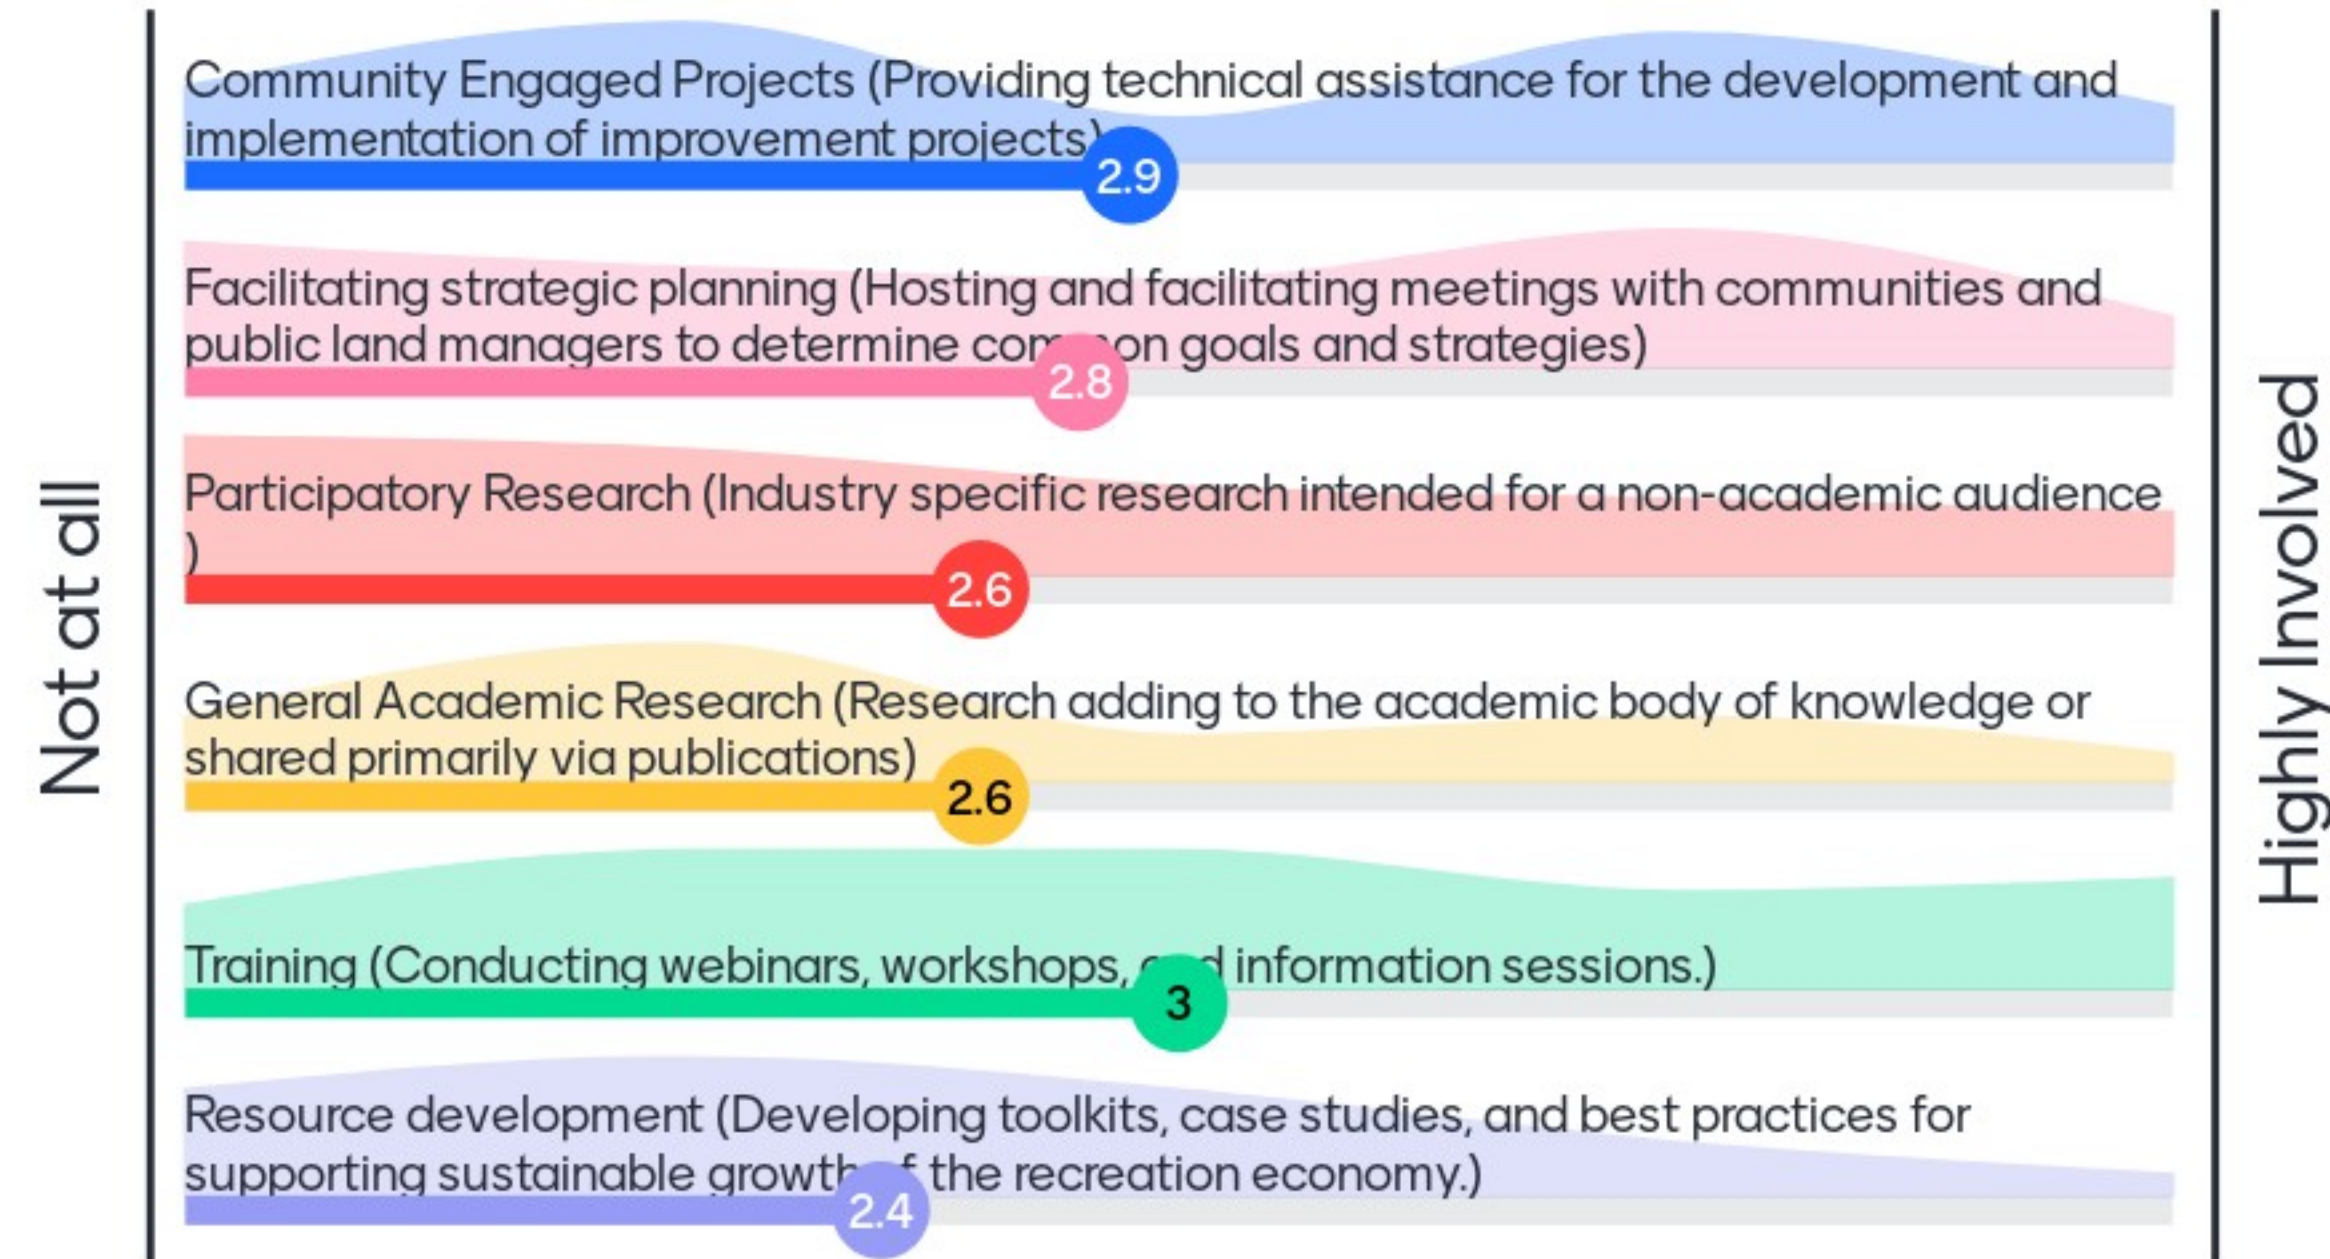 Not at all
Community Engaged Projects (Providing technical assistance for the development and
implementation of improvement projects)
2.9
Facilitating strategic planning (Hosting and facilitating meetings with communities and
public land managers to determine common goals and strategies)
2.8
Participatory Research (Industry specific research intended for a non-academic audience
)
2.6
General Academic Research (Research adding to the academic body of knowledge or
shared primarily via publications)
2.6
Training (Conducting webinars, workshops, and information sessions.)
3
Resource development (Developing toolkits, case studies, and best practices for
supporting sustainable growth of the recreation economy.)
2.4
Highly Involved